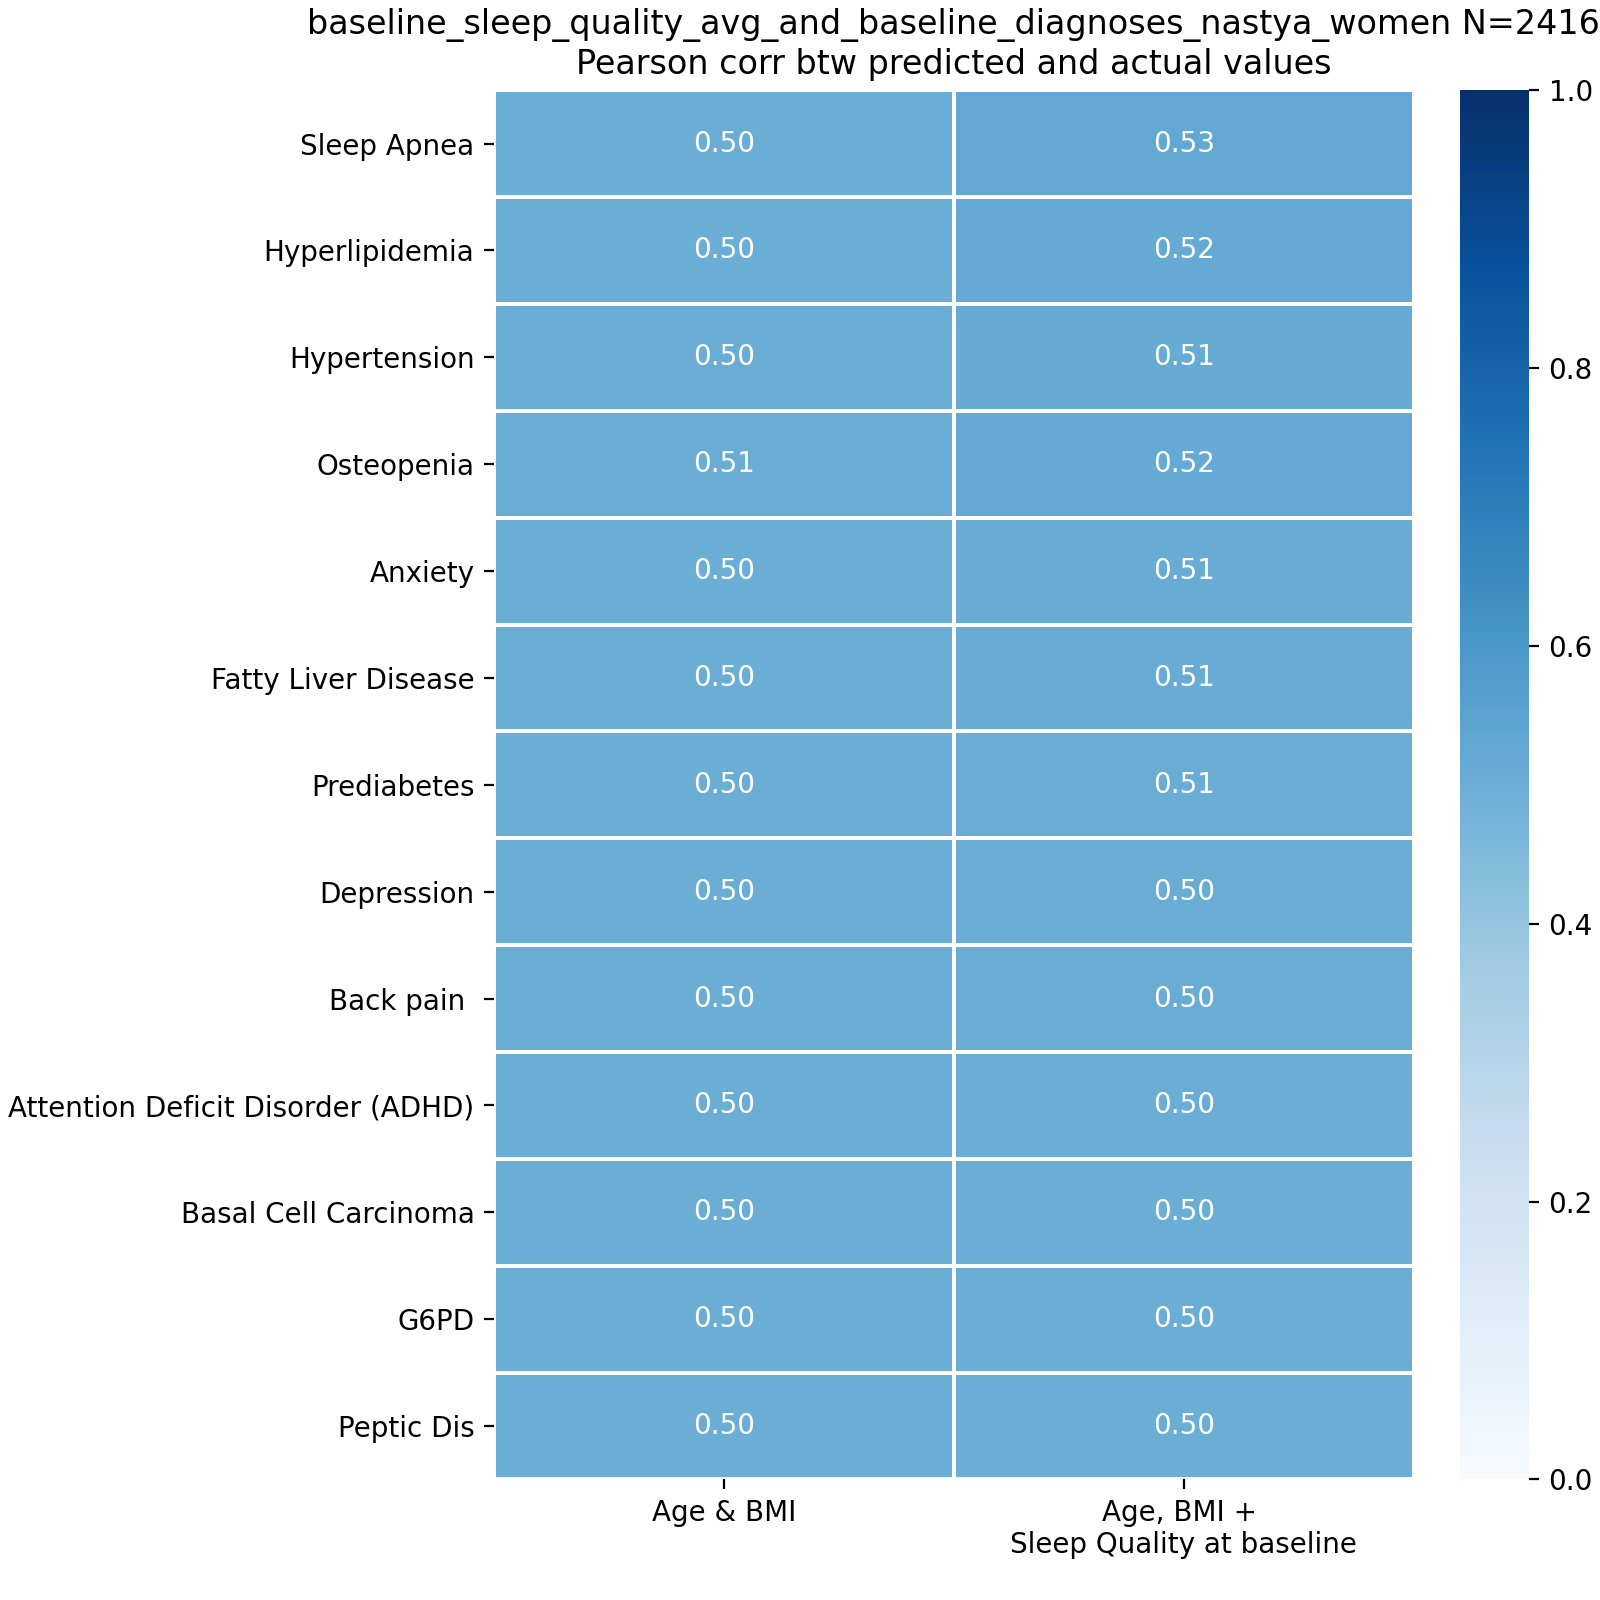 baseline_sleep_quality_avg_and_baseline_diagnoses_nastya_women N=2416
Pearson corr btw predicted and actual values
Sleep Apnea 0.50 0.53
Hyperlipidemia 0.50 0.52
Hypertension 0.50 0.51
Osteopenia 0.51 0.52
Anxiety 0.50 0.51
Fatty Liver Disease 0.50 0.51
Prediabetes 0.50 0.51
Depression 0.50 0.50
Back pain 0.50 0.50
Attention Deficit Disorder (ADHD) 0.50 0.50
Basal Cell Carcinoma 0.50 0.50
G6PD 0.50 0.50
Peptic Dis 0.50 0.50
Age & BMI
Age, BMI +
Sleep Quality at baseline
1.0
0.8
0.6
0.4
0.2
0.0